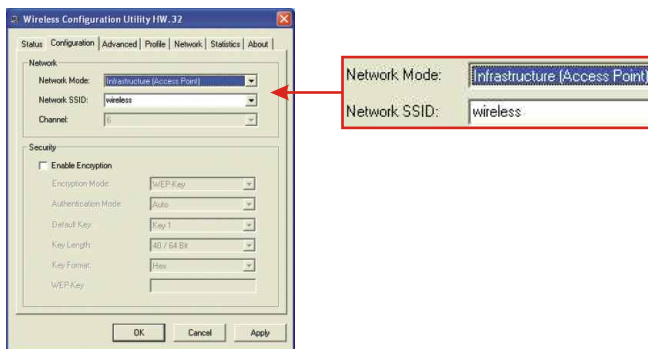 Wireless Configuration Utility HW.32
Status Configuration Advanced Profile Network Statistics About
Network
Network Mode: Infrastructure (Access Point)
Network SSID: wireless
Channel: 6
Security
Enable Encryption
Encryption Mode: WEP-Key
Authentication Mode: Auto
Default Key: Key 1
Key Length: 40 / 64 Bit
Key Format: Hex
WEP-Key
OK Cancel Apply
Network Mode: Infrastructure (Access Point)
Network SSID: wireless